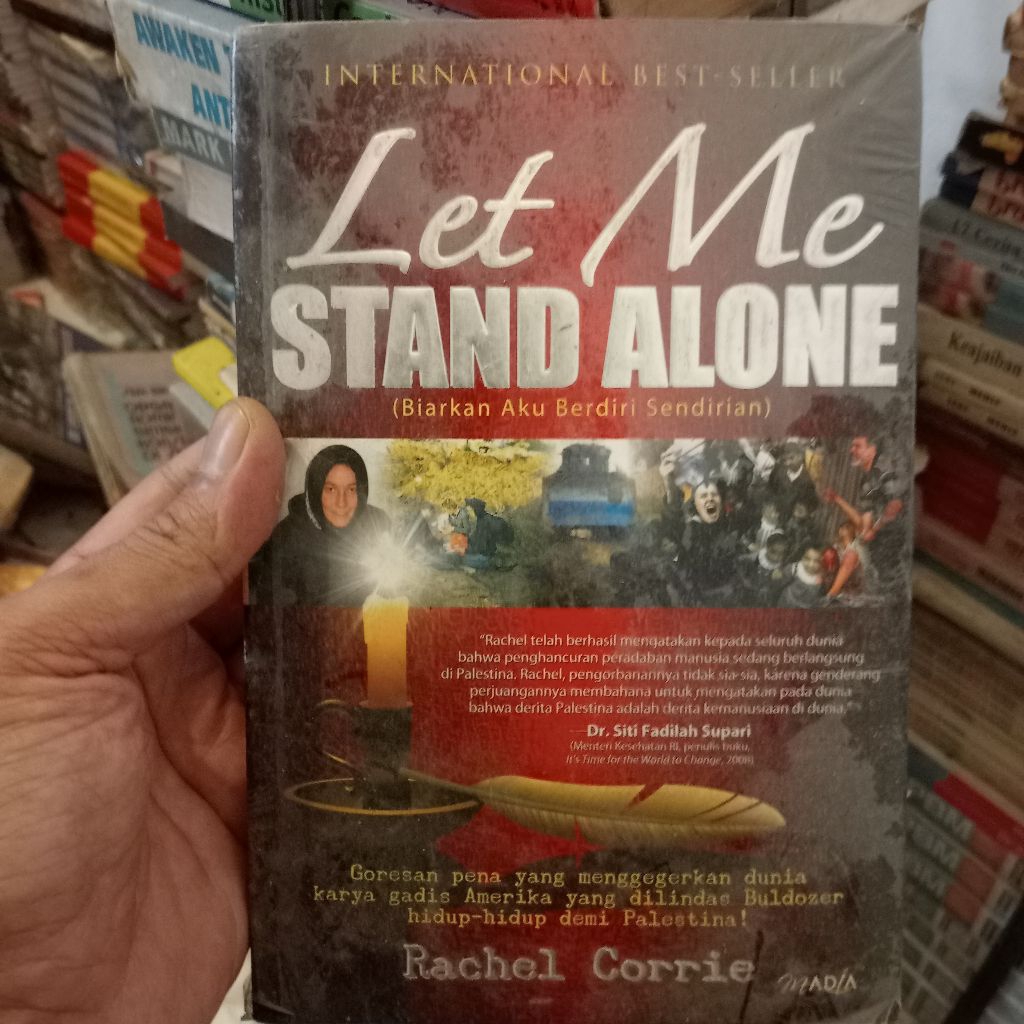 INTERNATIONAL BEST-SELLER
Let Me
STAND ALONE
(Biarkan Aku Berdiri Sendirian)
"Rachel telah berhasil mengatakan kepada seluruh dunia
bahwa penghancuran peradaban manusia sedang berlangsung
di Palestina. Rachel, pengorbanannya tidak sia-sia, karena genderang
perjuangannya membahana untuk mengatakan pada dunia
bahwa derita Palestina adalah derita kemanusiaan di dunia."
—Dr. Siti Fadilah Supari
(Menteri Kesehatan RI, penulis buku,
It's Time for the World to Change, 2008)
Goresan pena yang menggegerkan dunia
karya gadis Amerika yang dilindas Buldozer
hidup-hidup demi Palestina!
Rachel Corrie
MADIA
AWAKEN
ANT
MARK
Keajaiban